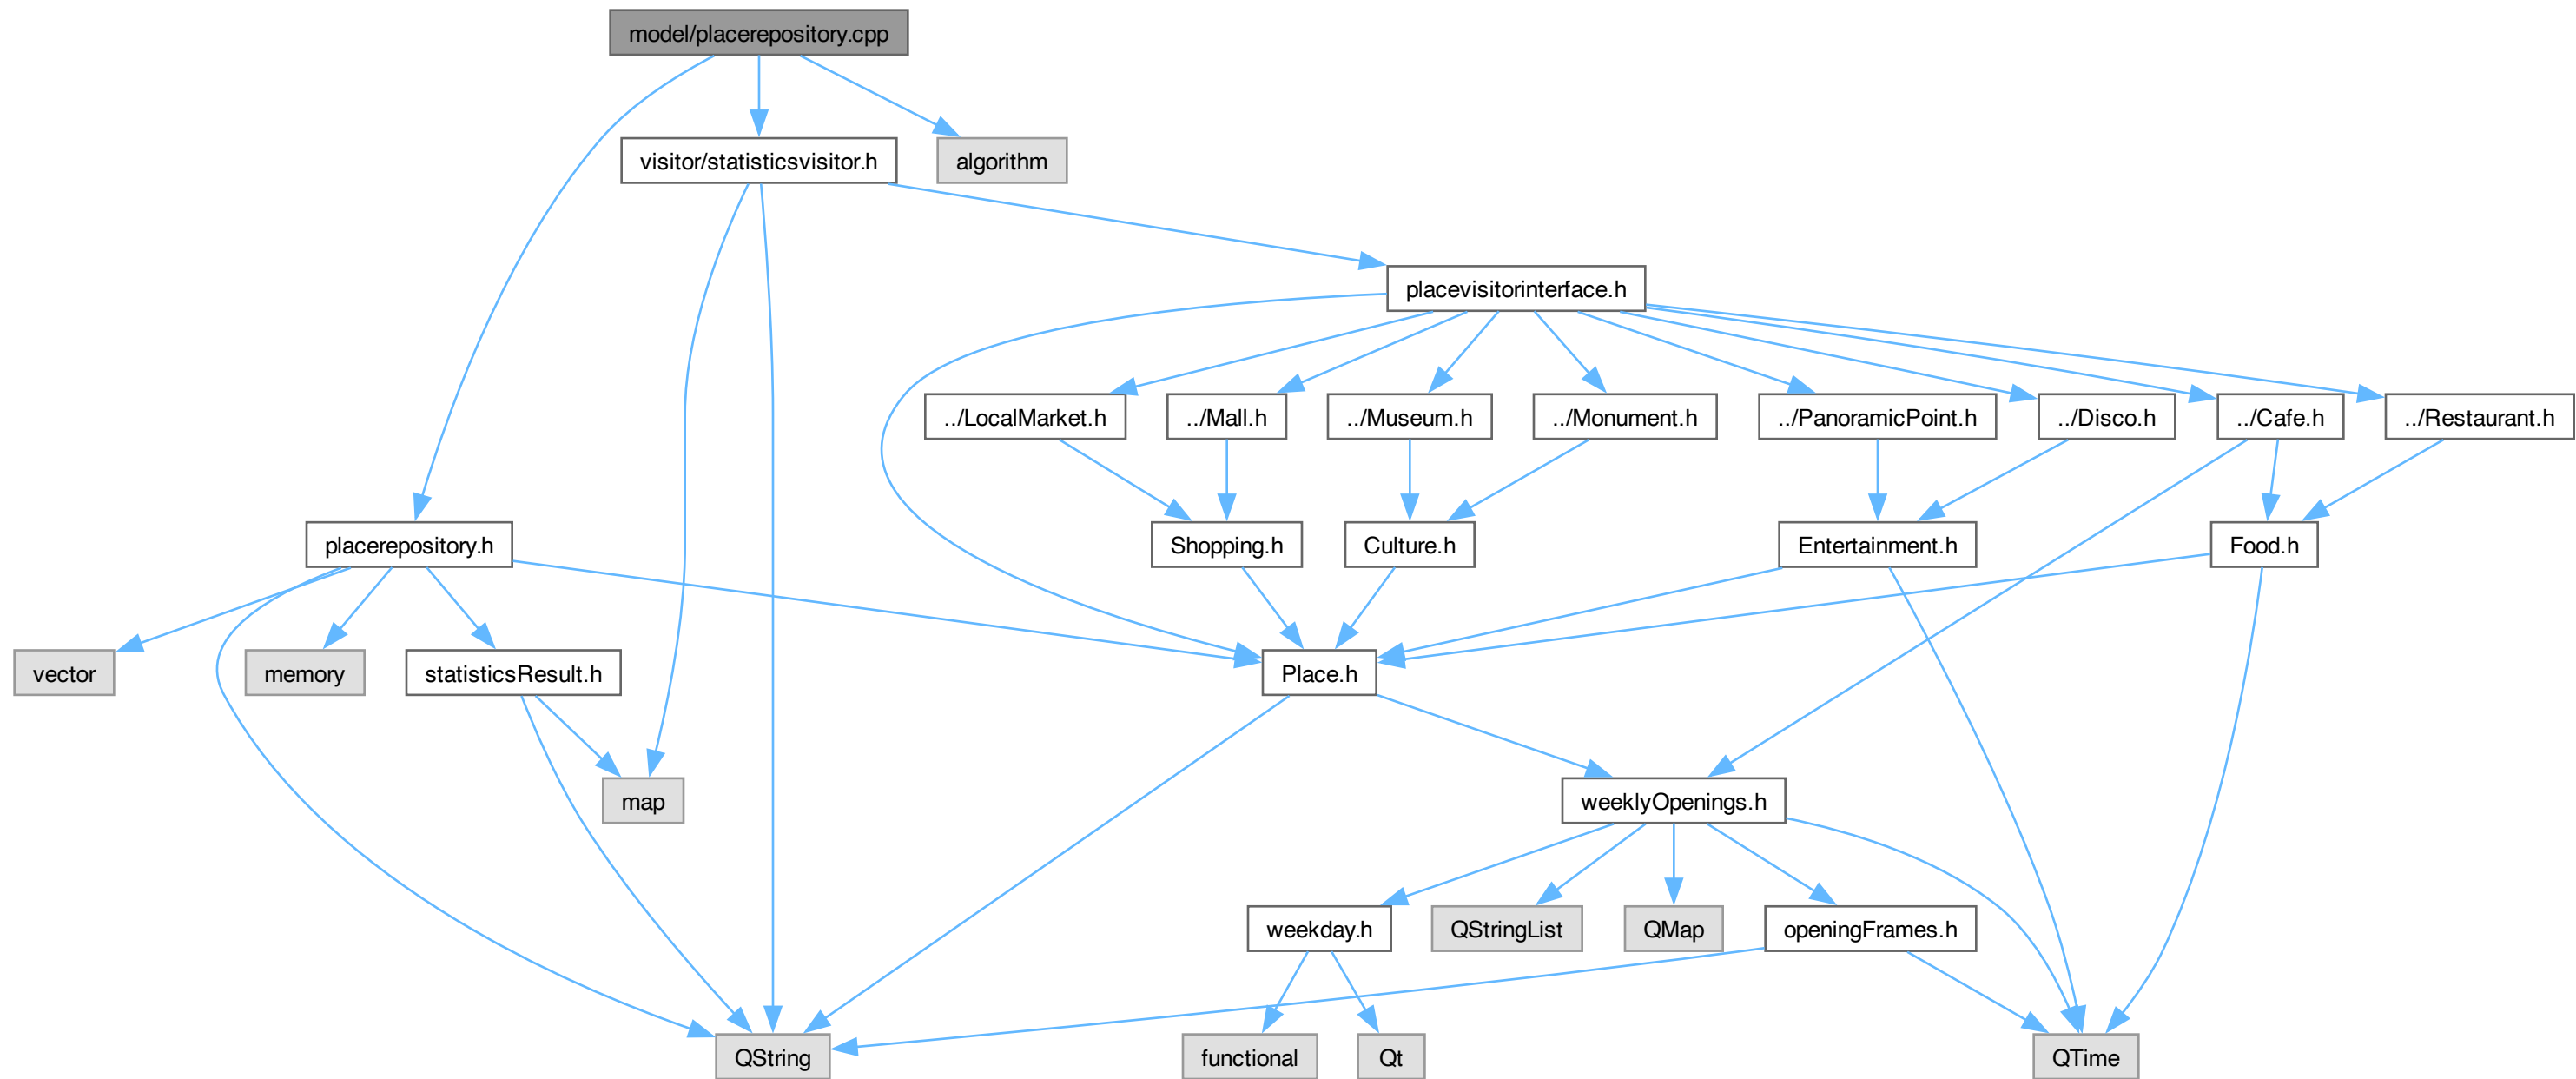 model/placerepository.cpp
visitor/statisticsvisitor.h
algorithm
placevisitorinterface.h
../LocalMarket.h
../Mall.h
../Museum.h
../Monument.h
../PanoramicPoint.h
../Disco.h
../Cafe.h
../Restaurant.h
placerepository.h
Shopping.h
Culture.h
Entertainment.h
Food.h
vector
memory
statisticsResult.h
Place.h
map
weeklyOpenings.h
weekday.h
QStringList
QMap
openingFrames.h
QString
functional
Qt
QTime